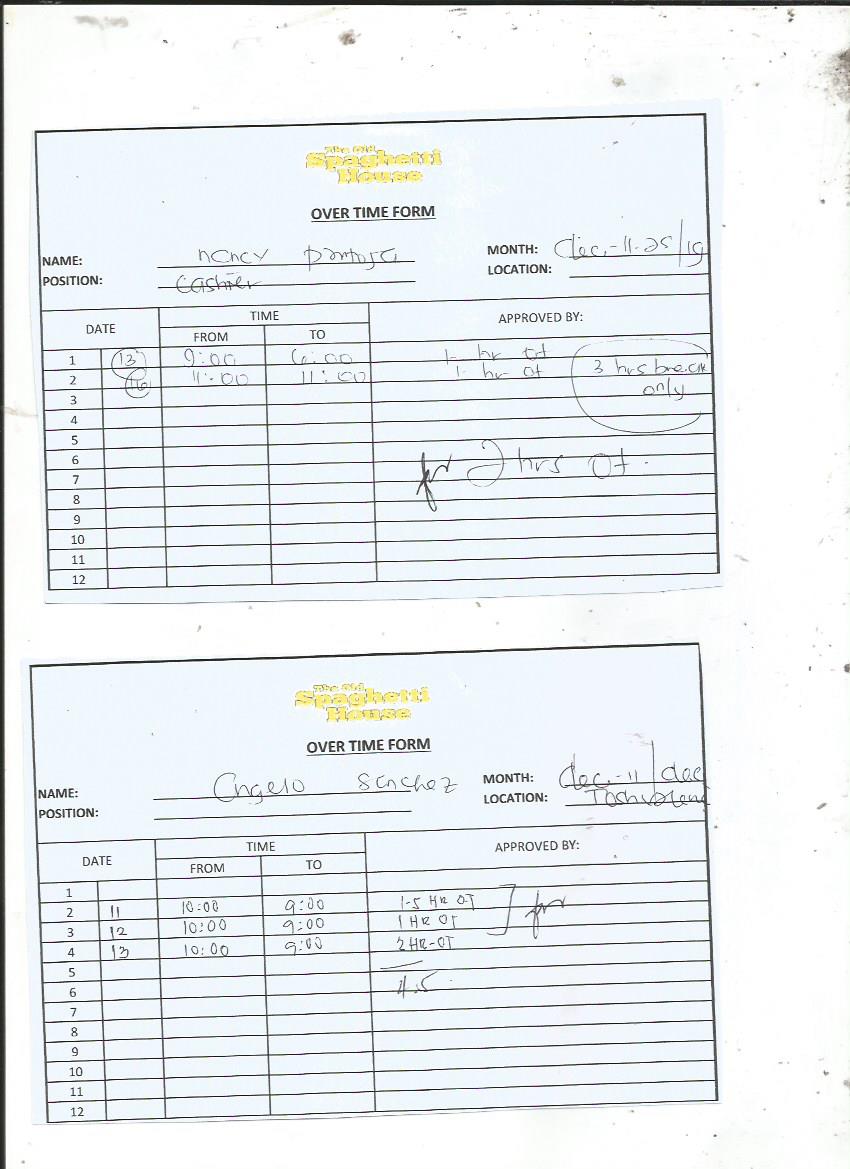 The Old
Spaghetti
House
OVER TIME FORM
NAME: nancy
MONTH: dec.-11-25/19
POSITION: cashier
LOCATION:
DATE TIME APPROVED BY:
FROM TO
1 13 9:00 6:00 1- hr ot
2 16 11:00 11:00 1- hr ot 3 hrs break
3 only
4
5
6
7 for 2 hrs Ot.
8
9
10
11
12
The Old
Spaghetti
House
OVER TIME FORM
NAME: Angelo Sanchez
MONTH: dec.-11/dec
POSITION:
LOCATION:
DATE TIME APPROVED BY:
FROM TO
1
2 11 10:00 9:00 1-5 HR OT
3 12 10:00 9:00 1 HR OT
4 13 10:00 9:00 2 HR-OT
5
6 4.5
7
8
9
10
11
12